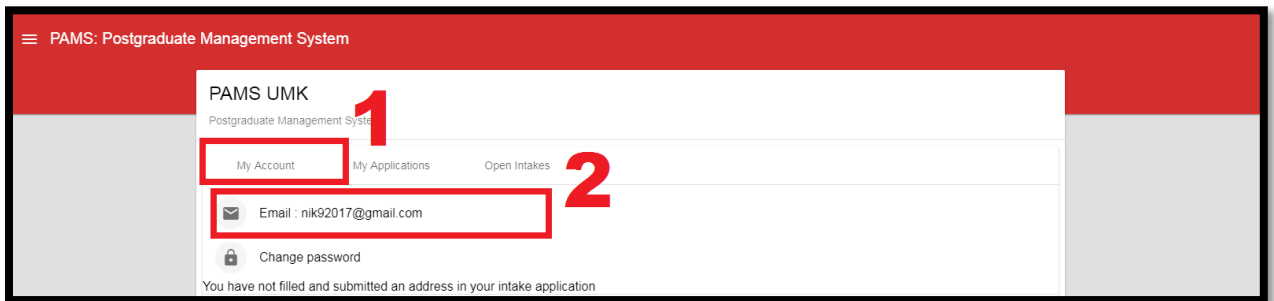 PAMS: Postgraduate Management System
PAMS UMK
Postgraduate Management System
1
My Account My Applications Open Intakes
2
Email : nik92017@gmail.com
Change password
You have not filled and submitted an address in your intake application